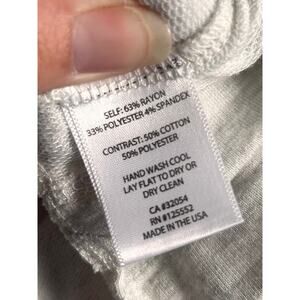 SELF: 63% RAYON
33% POLYESTER 4% SPANDEX
CONTRAST: 50% COTTON
50% POLYESTER
HAND WASH COOL
LAY FLAT TO DRY OR
DRY CLEAN
CA #32054
RN #125552
MADE IN THE USA